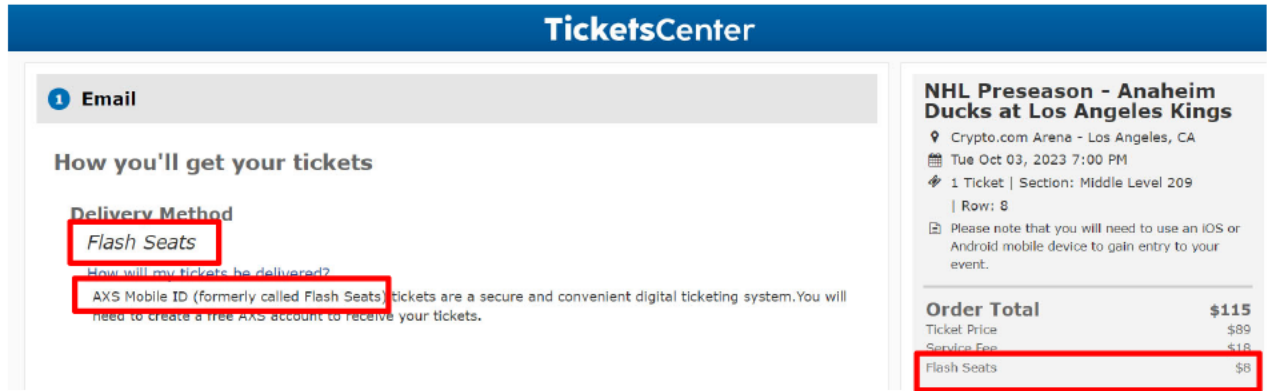 TicketsCenter
1 Email
How you'll get your tickets
Delivery Method
Flash Seats
How will my tickets be delivered?
AXS Mobile ID (formerly called Flash Seats) tickets are a secure and convenient digital ticketing system.You will
need to create a free AXS account to receive your tickets.
NHL Preseason - Anaheim
Ducks at Los Angeles Kings
Crypto.com Arena - Los Angeles, CA
Tue Oct 03, 2023 7:00 PM
1 Ticket | Section: Middle Level 209
| Row: 8
Please note that you will need to use an iOS or
Android mobile device to gain entry to your
event.
Order Total $115
Ticket Price $89
Service Fee $18
Flash Seats $8